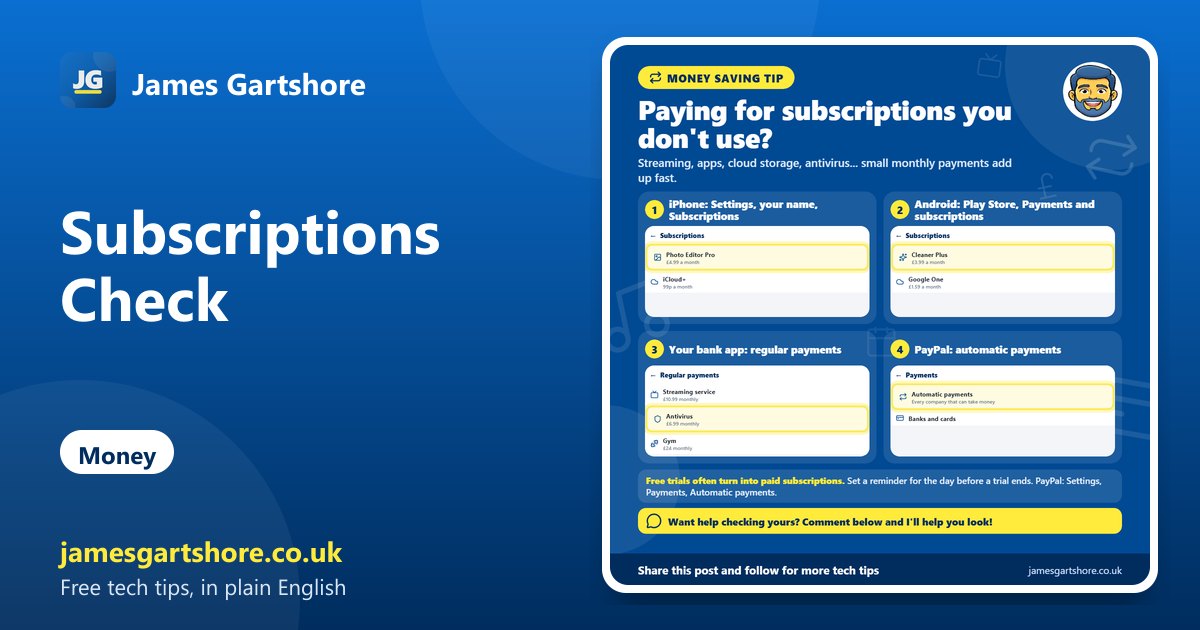 JG
James Gartshore
Subscriptions
Check
Money
jamesgartshore.co.uk
Free tech tips, in plain English
MONEY SAVING TIP
Paying for subscriptions you
don't use?
Streaming, apps, cloud storage, antivirus... small monthly payments add
up fast.
1
iPhone: Settings, your name,
Subscriptions
← Subscriptions
Photo Editor Pro
£4.99 a month
iCloud+
99p a month
2
Android: Play Store, Payments and
subscriptions
← Subscriptions
Cleaner Plus
£3.99 a month
Google One
£1.59 a month
3
Your bank app: regular payments
← Regular payments
Streaming service
£10.99 monthly
Antivirus
£6.99 monthly
Gym
£24 monthly
4
PayPal: automatic payments
← Payments
Automatic payments
Every company that can take money
Banks and cards
Free trials often turn into paid subscriptions. Set a reminder for the day before a trial ends. PayPal: Settings,
Payments, Automatic payments.
Want help checking yours? Comment below and I'll help you look!
Share this post and follow for more tech tips
jamesgartshore.co.uk